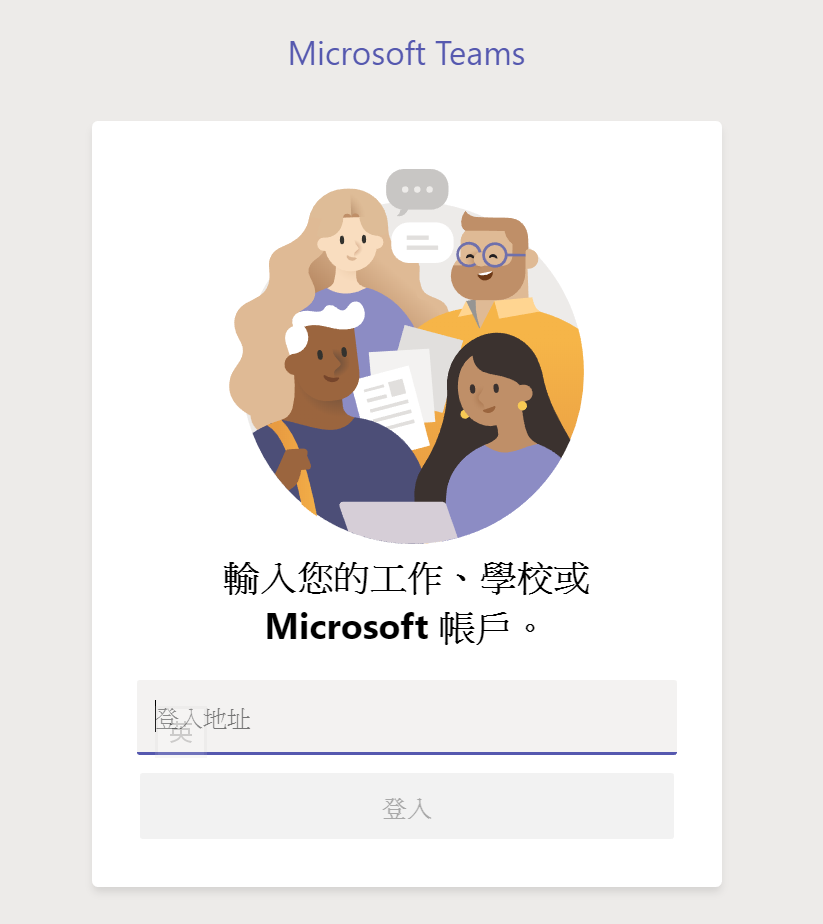 Microsoft Teams
輸入您的工作、學校或
Microsoft 帳戶。
登入地址
英
登入